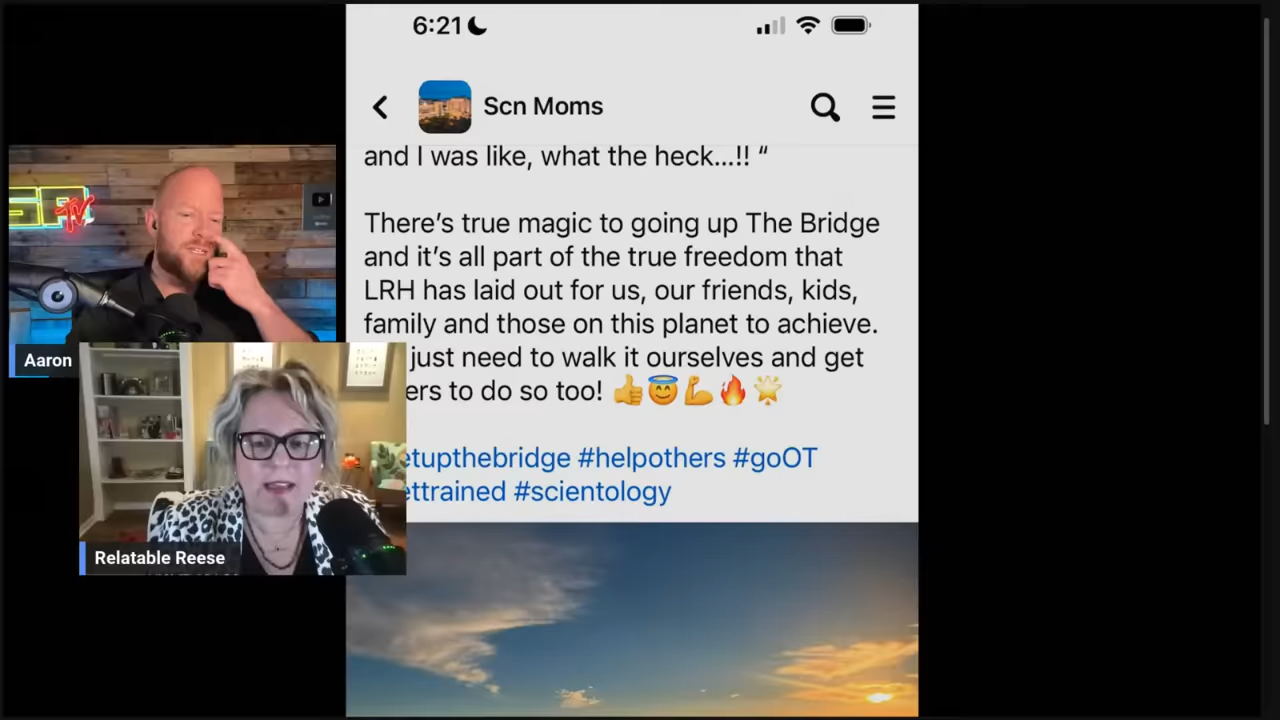 6:21
Scn Moms
and I was like, what the heck...!! “
There’s true magic to going up The Bridge
and it’s all part of the true freedom that
LRH has laid out for us, our friends, kids,
family and those on this planet to achieve.
just need to walk it ourselves and get
ers to do so too! 👍😇💪🔥🌟
etupthebridge #helpothers #goOT
ettrained #scientology
TV
Aaron
Relatable Reese